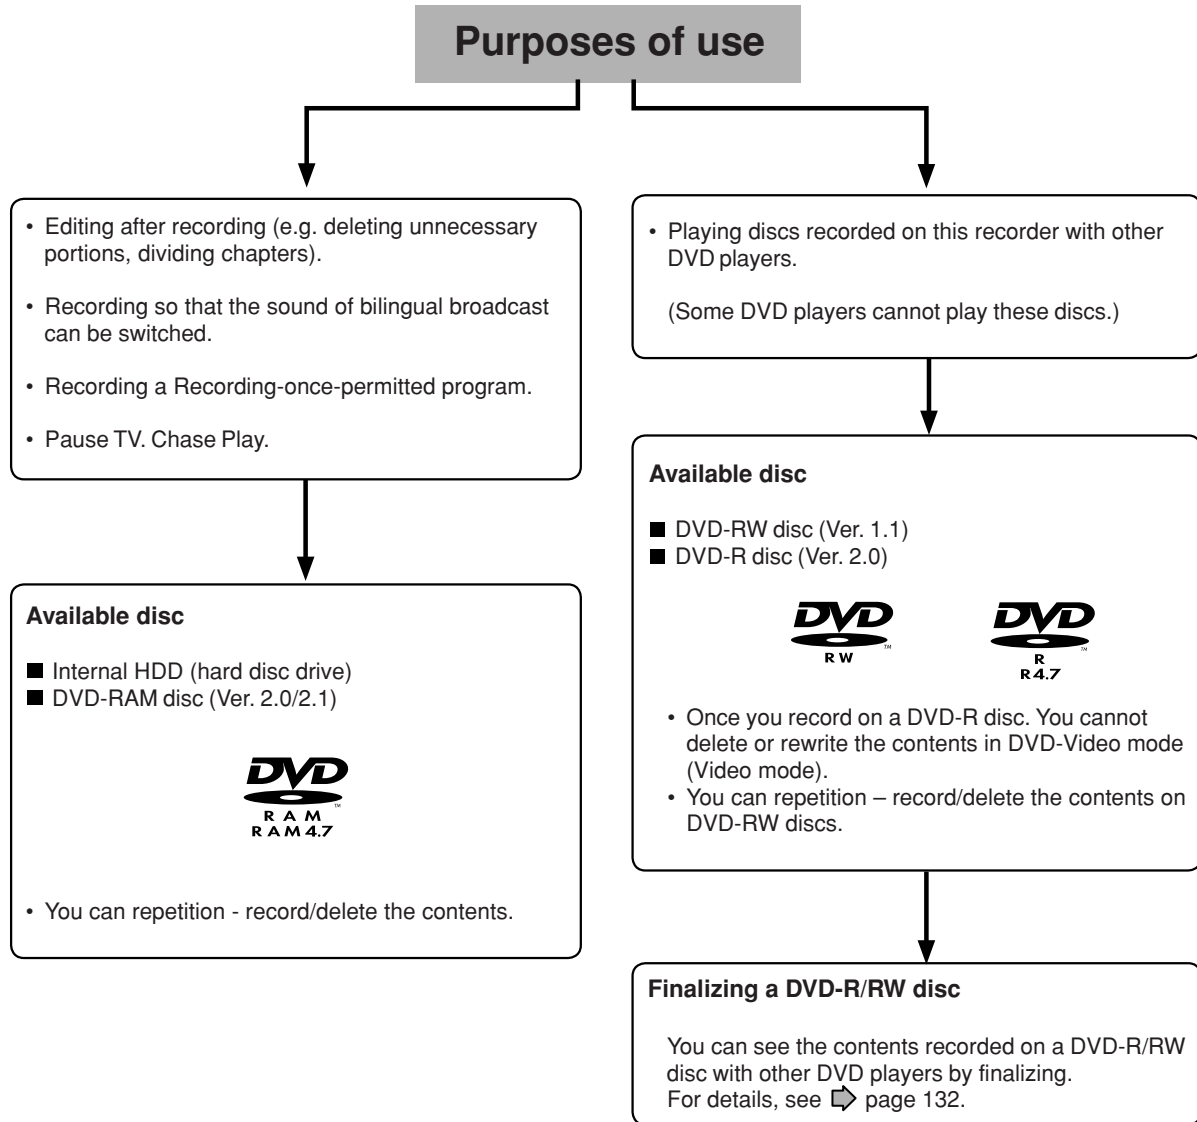 Purposes of use
• Editing after recording (e.g. deleting unnecessary
portions, dividing chapters).
• Recording so that the sound of bilingual broadcast
can be switched.
• Recording a Recording-once-permitted program.
• Pause TV. Chase Play.
Available disc
■ Internal HDD (hard disc drive)
■ DVD-RAM disc (Ver. 2.0/2.1)
DVD
TM
RAM
RAM4.7
• You can repetition - record/delete the contents.
• Playing discs recorded on this recorder with other
DVD players.
(Some DVD players cannot play these discs.)
Available disc
■ DVD-RW disc (Ver. 1.1)
■ DVD-R disc (Ver. 2.0)
DVD
TM
RW
DVD
TM
R
R4.7
• Once you record on a DVD-R disc. You cannot
delete or rewrite the contents in DVD-Video mode
(Video mode).
• You can repetition – record/delete the contents on
DVD-RW discs.
Finalizing a DVD-R/RW disc
You can see the contents recorded on a DVD-R/RW
disc with other DVD players by finalizing.
For details, see page 132.